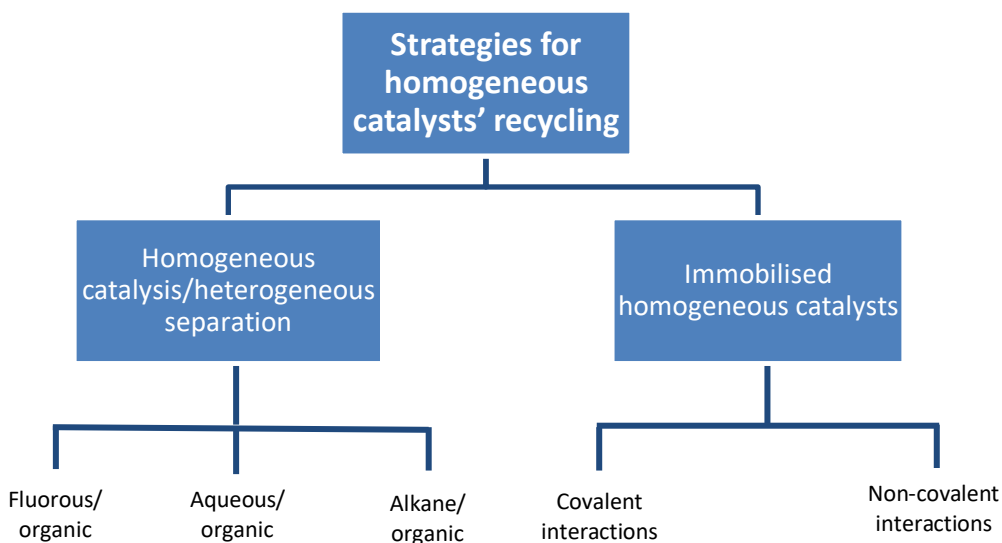 Strategies for
homogeneous
catalysts’ recycling
Homogeneous
catalysis/heterogeneous
separation
Immobilised
homogeneous catalysts
Fluorous/
organic
Aqueous/
organic
Alkane/
organic
Covalent
interactions
Non-covalent
interactions